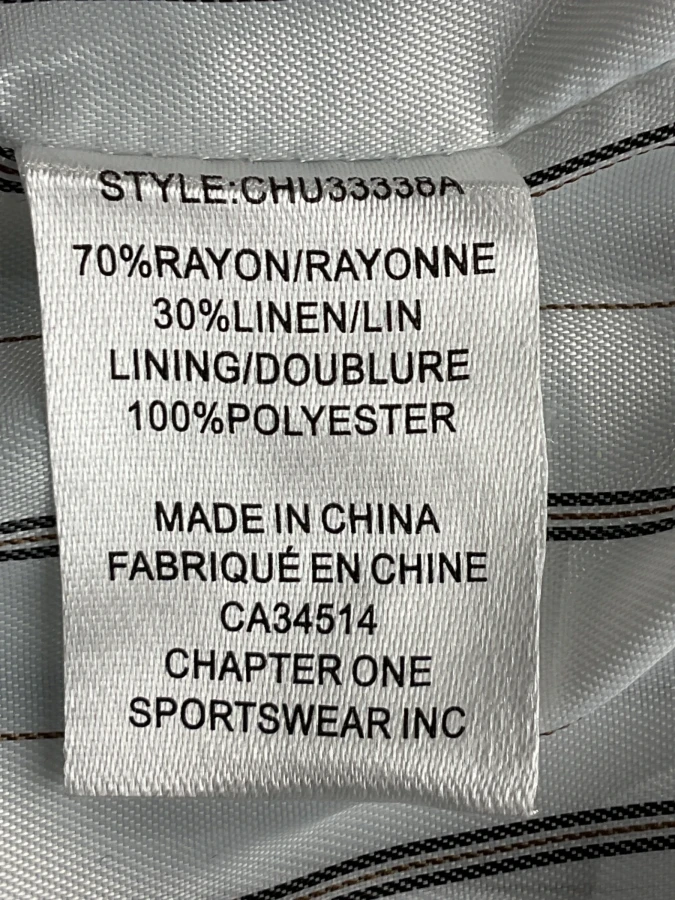 STYLE:CHU33338A
70%RAYON/RAYONNE
30%LINEN/LIN
LINING/DOUBLURE
100%POLYESTER
MADE IN CHINA
FABRIQUÉ EN CHINE
CA34514
CHAPTER ONE
SPORTSWEAR INC